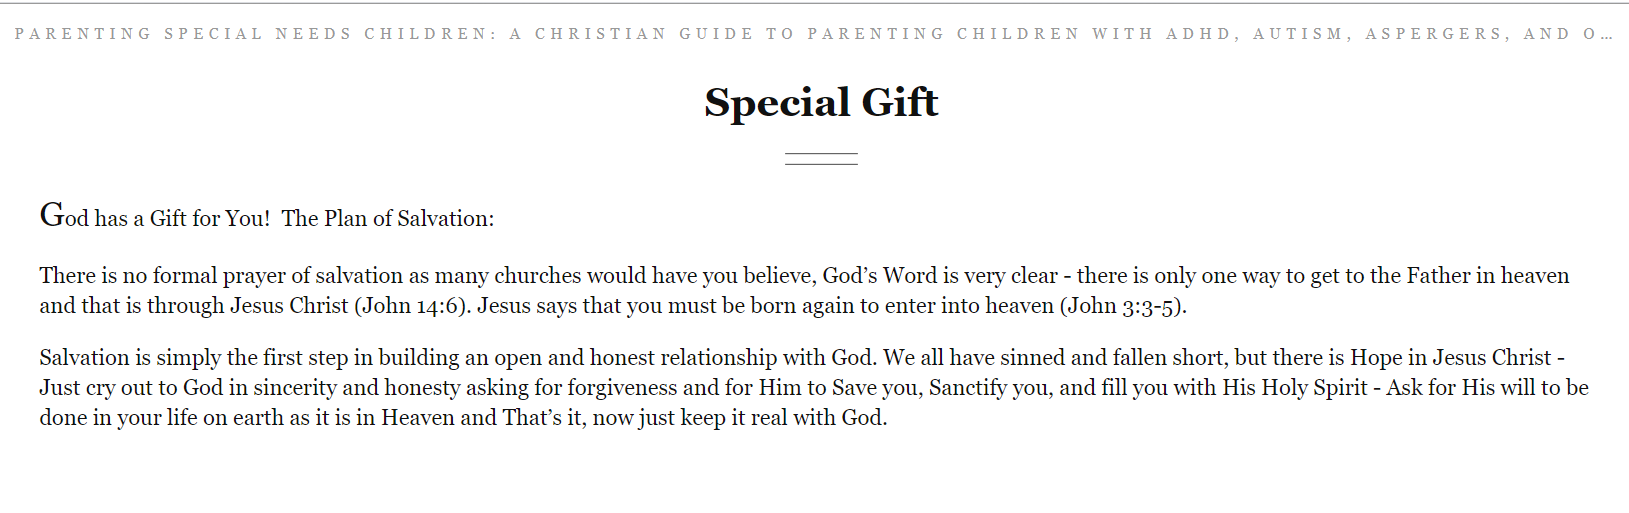 PARENTING SPECIAL NEEDS CHILDREN: A CHRISTIAN GUIDE TO PARENTING CHILDREN WITH ADHD, AUTISM, ASPERGERS, AND O…
Special Gift
God has a Gift for You!  The Plan of Salvation:
There is no formal prayer of salvation as many churches would have you believe, God’s Word is very clear - there is only one way to get to the Father in heaven
and that is through Jesus Christ (John 14:6). Jesus says that you must be born again to enter into heaven (John 3:3-5).
Salvation is simply the first step in building an open and honest relationship with God. We all have sinned and fallen short, but there is Hope in Jesus Christ -
Just cry out to God in sincerity and honesty asking for forgiveness and for Him to Save you, Sanctify you, and fill you with His Holy Spirit - Ask for His will to be
done in your life on earth as it is in Heaven and That’s it, now just keep it real with God.